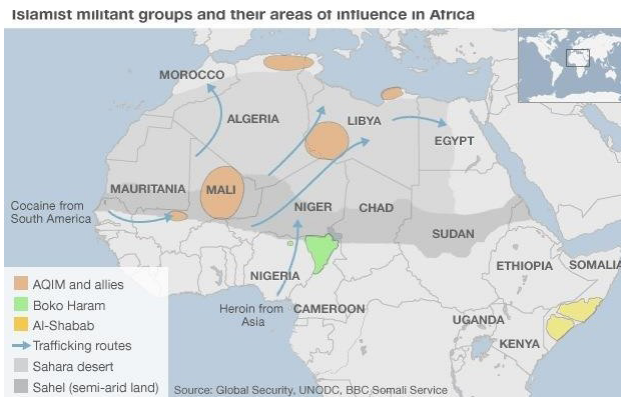 Islamist militant groups and their areas of influence in Africa
MOROCCO
ALGERIA
LIBYA
EGYPT
MAURITANIA
MALI
Cocaine from
South America
NIGER
CHAD
SUDAN
ETHIOPIA
SOMALIA
NIGERIA
Heroin from
Asia
CAMEROON
UGANDA
KENYA
AQIM and allies
Boko Haram
Al-Shabab
Trafficking routes
Sahara desert
Sahel (semi-arid land)
Source: Global Security, UNODC, BBC Somali Service